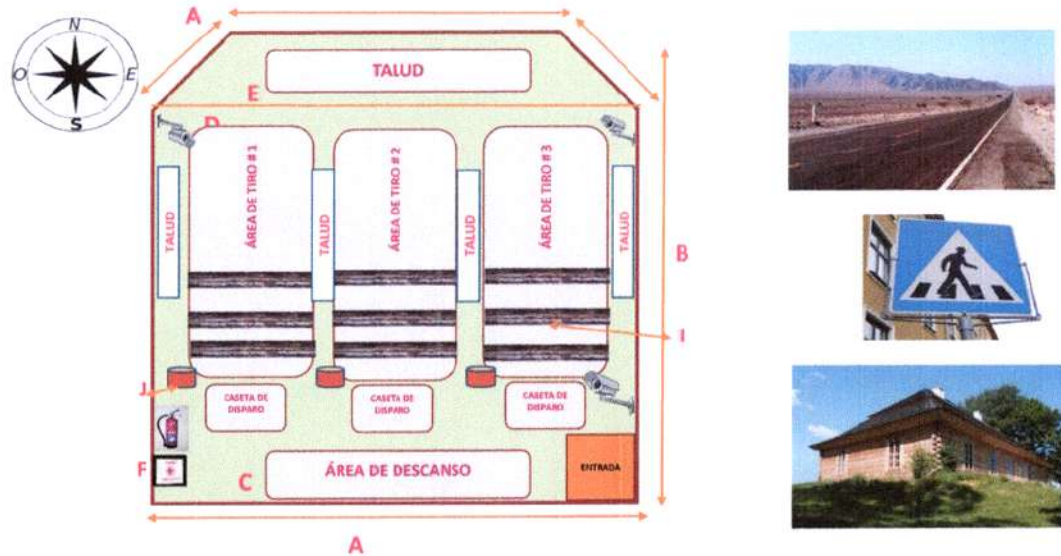 A
N
O
E
S
TALUD
E
D
ÁREA DE TIRO # 1
ÁREA DE TIRO # 2
ÁREA DE TIRO # 3
TALUD
TALUD
TALUD
TALUD
B
I
J
CASETA DE
DISPARO
CASETA DE
DISPARO
CASETA DE
DISPARO
F
C
ÁREA DE DESCANSO
ENTRADA
A